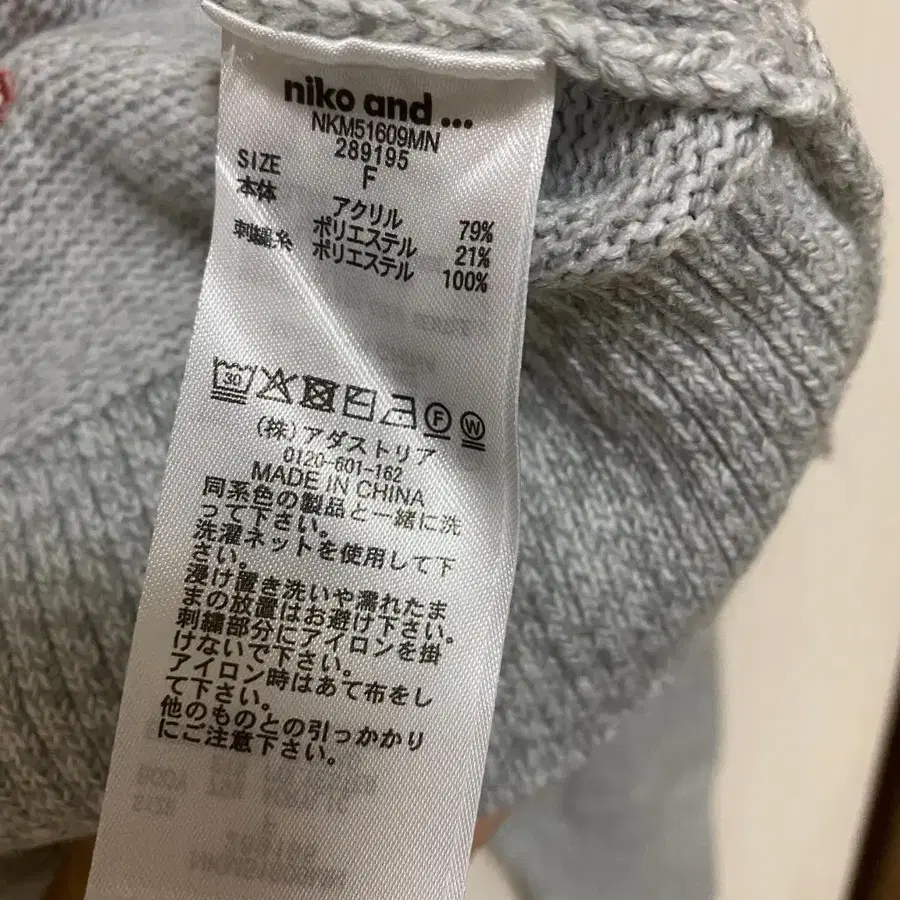 niko and ...
NKM51609MN
289195
SIZE F
本体 アクリル 79%
ポリエステル 21%
刺繍糸 ポリエステル 100%
30
F W
(株)アダストリア
0120-601-162
MADE IN CHINA
同系色の製品と一緒に洗
って下さい。
洗濯ネットを使用して下
さい。
浸け置き洗いや濡れたま
まの放置はお避け下さい。
刺繍部分にアイロンを掛
けないで下さい。
アイロン時はあて布をし
て下さい。
他のものとの引っかかり
にご注意下さい。